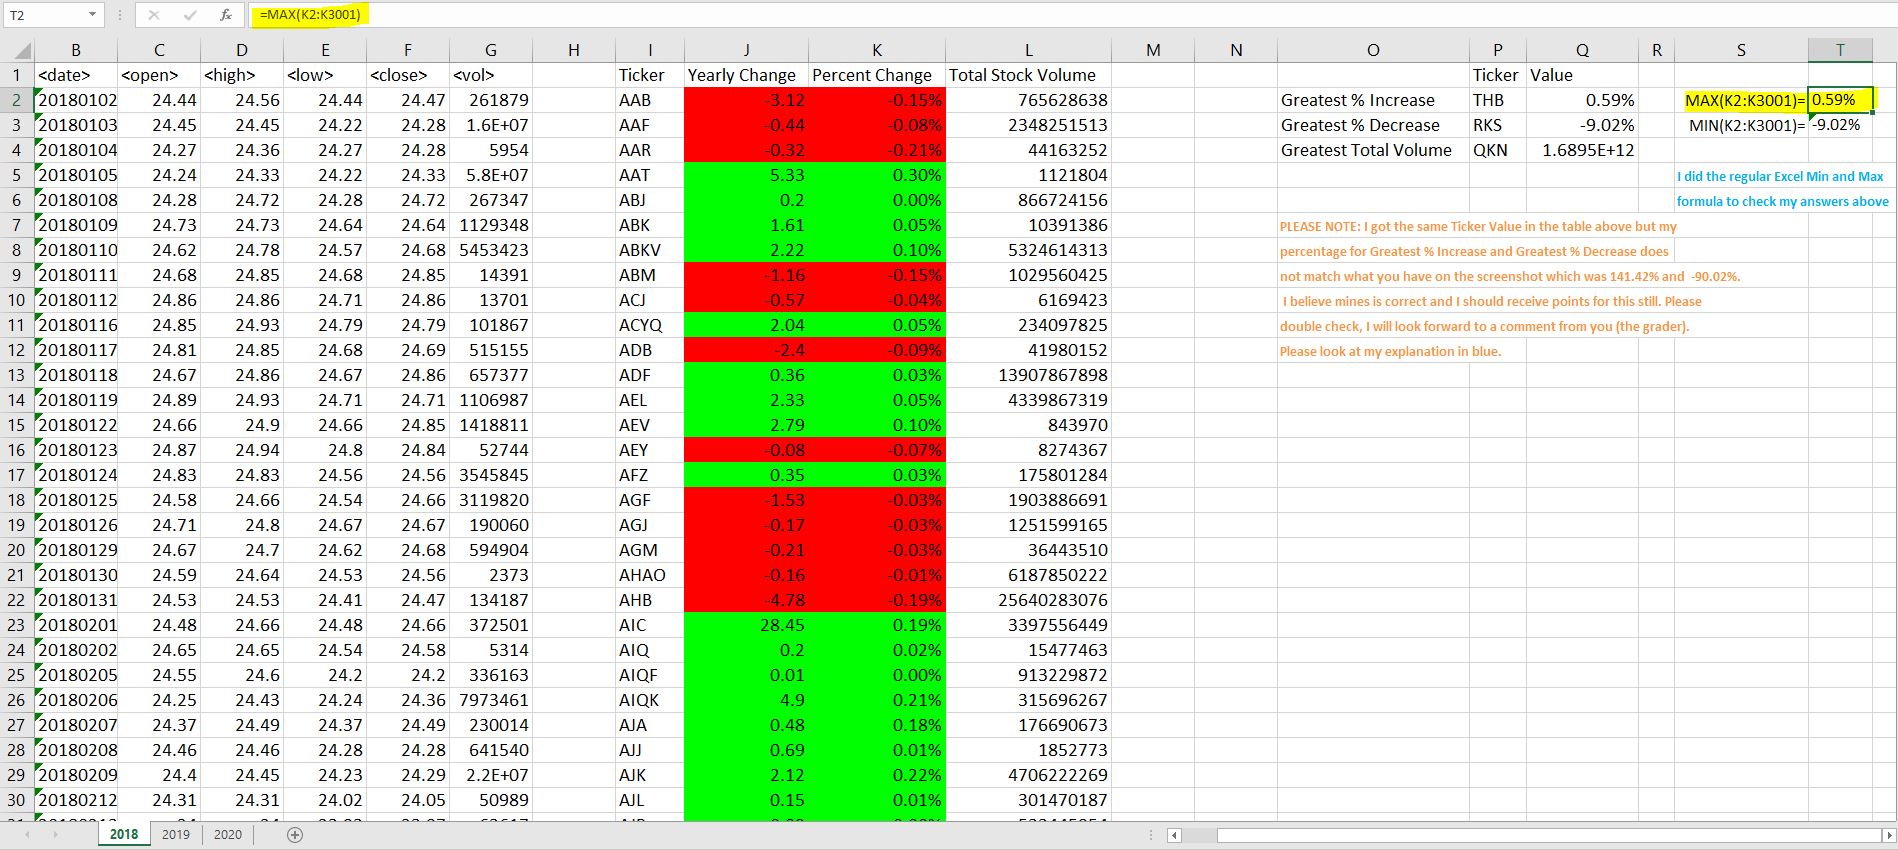 T2 fx =MAX(K2:K3001)
B C D E F G H I J K L M N O P Q R S T
1 <date> <open> <high> <low> <close> <vol> Ticker Yearly Change Percent Change Total Stock Volume Ticker Value
2 20180102 24.44 24.56 24.44 24.47 261879 AAB -3.12 -0.15% 765628638 Greatest % Increase THB 0.59% MAX(K2:K3001)= 0.59%
3 20180103 24.45 24.45 24.22 24.28 1.6E+07 AAF -0.44 -0.08% 2348251513 Greatest % Decrease RKS -9.02% MIN(K2:K3001)= -9.02%
4 20180104 24.27 24.36 24.27 24.28 5954 AAR -0.32 -0.21% 44163252 Greatest Total Volume QKN 1.6895E+12
5 20180105 24.24 24.33 24.22 24.33 5.8E+07 AAT 5.33 0.30% 1121804 I did the regular Excel Min and Max
6 20180108 24.28 24.72 24.28 24.72 267347 ABJ 0.2 0.00% 866724156 formula to check my answers above
7 20180109 24.73 24.73 24.64 24.64 1129348 ABK 1.61 0.05% 10391386 PLEASE NOTE: I got the same Ticker Value in the table above but my
8 20180110 24.62 24.78 24.57 24.68 5453423 ABKV 2.22 0.10% 5324614313 percentage for Greatest % Increase and Greatest % Decrease does
9 20180111 24.68 24.85 24.68 24.85 14391 ABM -1.16 -0.15% 1029560425 not match what you have on the screenshot which was 141.42% and -90.02%.
10 20180112 24.86 24.86 24.71 24.86 13701 ACJ -0.57 -0.04% 6169423 I believe mines is correct and I should receive points for this still. Please
11 20180116 24.85 24.93 24.79 24.79 101867 ACYQ 2.04 0.05% 234097825 double check, I will look forward to a comment from you (the grader).
12 20180117 24.81 24.85 24.68 24.69 515155 ADB -2.4 -0.09% 41980152 Please look at my explanation in blue.
13 20180118 24.67 24.86 24.67 24.86 657377 ADF 0.36 0.03% 13907867898
14 20180119 24.89 24.93 24.71 24.71 1106987 AEL 2.33 0.05% 4339867319
15 20180122 24.66 24.9 24.66 24.85 1418811 AEV 2.79 0.10% 843970
16 20180123 24.87 24.94 24.8 24.84 52744 AEY -0.08 -0.07% 8274367
17 20180124 24.83 24.83 24.56 24.56 3545845 AFZ 0.35 0.03% 175801284
18 20180125 24.58 24.66 24.54 24.66 3119820 AGF -1.53 -0.03% 1903886691
19 20180126 24.71 24.8 24.67 24.67 190060 AGJ -0.17 -0.03% 1251599165
20 20180129 24.67 24.7 24.62 24.68 594904 AGM -0.21 -0.03% 36443510
21 20180130 24.59 24.64 24.53 24.56 2373 AHAO -0.16 -0.01% 6187850222
22 20180131 24.53 24.53 24.41 24.47 134187 AHB -4.78 -0.19% 25640283076
23 20180201 24.48 24.66 24.48 24.66 372501 AIC 28.45 0.19% 3397556449
24 20180202 24.65 24.65 24.54 24.58 5314 AIQ 0.2 0.02% 15477463
25 20180205 24.55 24.6 24.2 24.2 336163 AIQF 0.01 0.00% 913229872
26 20180206 24.25 24.43 24.24 24.36 7973461 AIQK 4.9 0.21% 315696267
27 20180207 24.37 24.49 24.37 24.49 230014 AJA 0.48 0.18% 176690673
28 20180208 24.46 24.46 24.28 24.28 641540 AJJ 0.69 0.01% 1852773
29 20180209 24.4 24.45 24.23 24.29 2.2E+07 AJK 2.12 0.22% 4706222269
30 20180212 24.31 24.31 24.02 24.05 50989 AJL 0.15 0.01% 301470187
2018 2019 2020